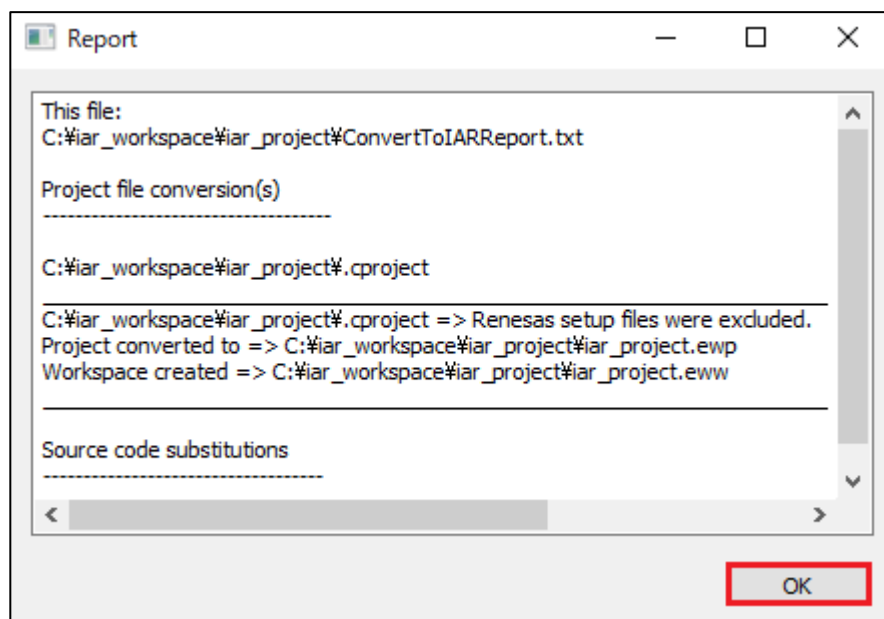 Report
This file:
C:¥iar_workspace¥iar_project¥ConvertToIARReport.txt
Project file conversion(s)
------------------------------------
C:¥iar_workspace¥iar_project¥.cproject
C:¥iar_workspace¥iar_project¥.cproject => Renesas setup files were excluded.
Project converted to => C:¥iar_workspace¥iar_project¥iar_project.ewp
Workspace created => C:¥iar_workspace¥iar_project¥iar_project.eww
Source code substitutions
-----------------------------------
OK